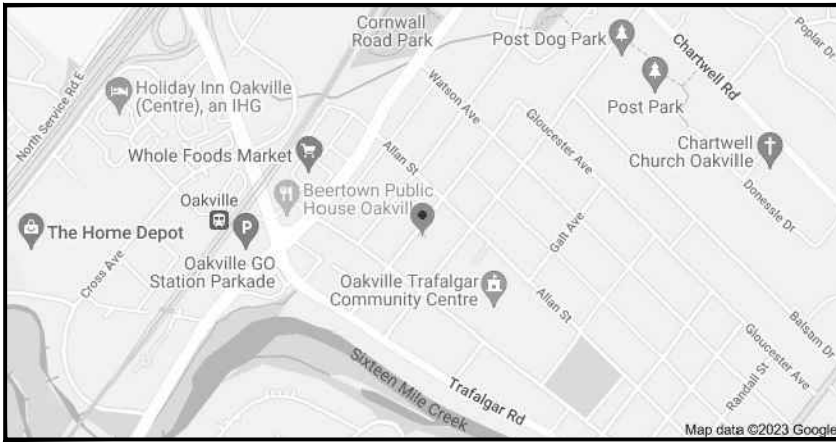 Cornwall
Road Park
Post Dog Park
Poplar Dr
Chartwell Rd
North Service Rd E
Holiday Inn Oakville
(Centre), an IHG
Watson Ave
Post Park
Gloucester Ave
Whole Foods Market
Allan St
Chartwell
Church Oakville
Oakville
Beertown Public
House Oakville
The Home Depot
P
Donessle Dr
Galt Ave
Cross Ave
Oakville GO
Station Parkade
Oakville Trafalgar
Community Centre
Allan St
Balsam Dr
Gloucester Ave
Sixteen Mile Creek
Trafalgar Rd
Randall St
Map data ©2023 Google